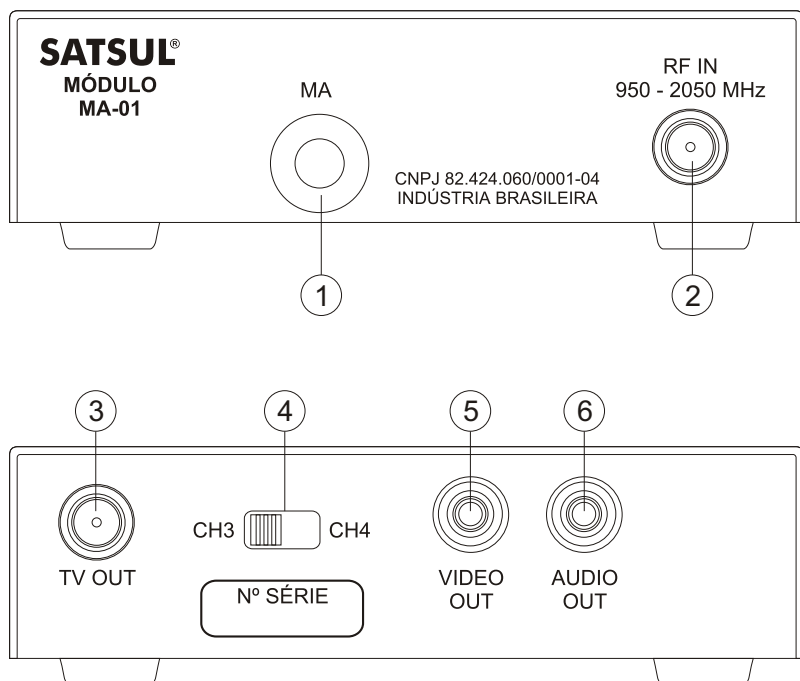 SATSUL®
MÓDULO
MA-01
MA
RF IN
950 - 2050 MHz
CNPJ 82.424.060/0001-04
INDÚSTRIA BRASILEIRA
1
2
3
4
5
6
CH3
CH4
TV OUT
Nº SÉRIE
VIDEO
OUT
AUDIO
OUT